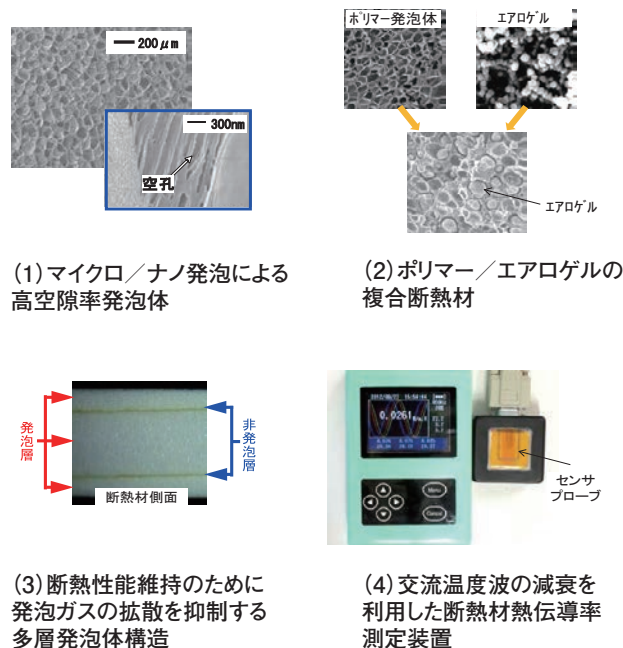 200μm
300nm
空孔
(1)マイクロ／ナノ発泡による
高空隙率発泡体
ポリマー発泡体
エアロゲル
エアロゲル
(2)ポリマー／エアロゲルの
複合断熱材
発泡層
非発泡層
断熱材側面
(3)断熱性能維持のために
発泡ガスの拡散を抑制する
多層発泡体構造
0.0261
Menu
Cancel
センサ
プローブ
(4)交流温度波の減衰を
利用した断熱材熱伝導率
測定装置